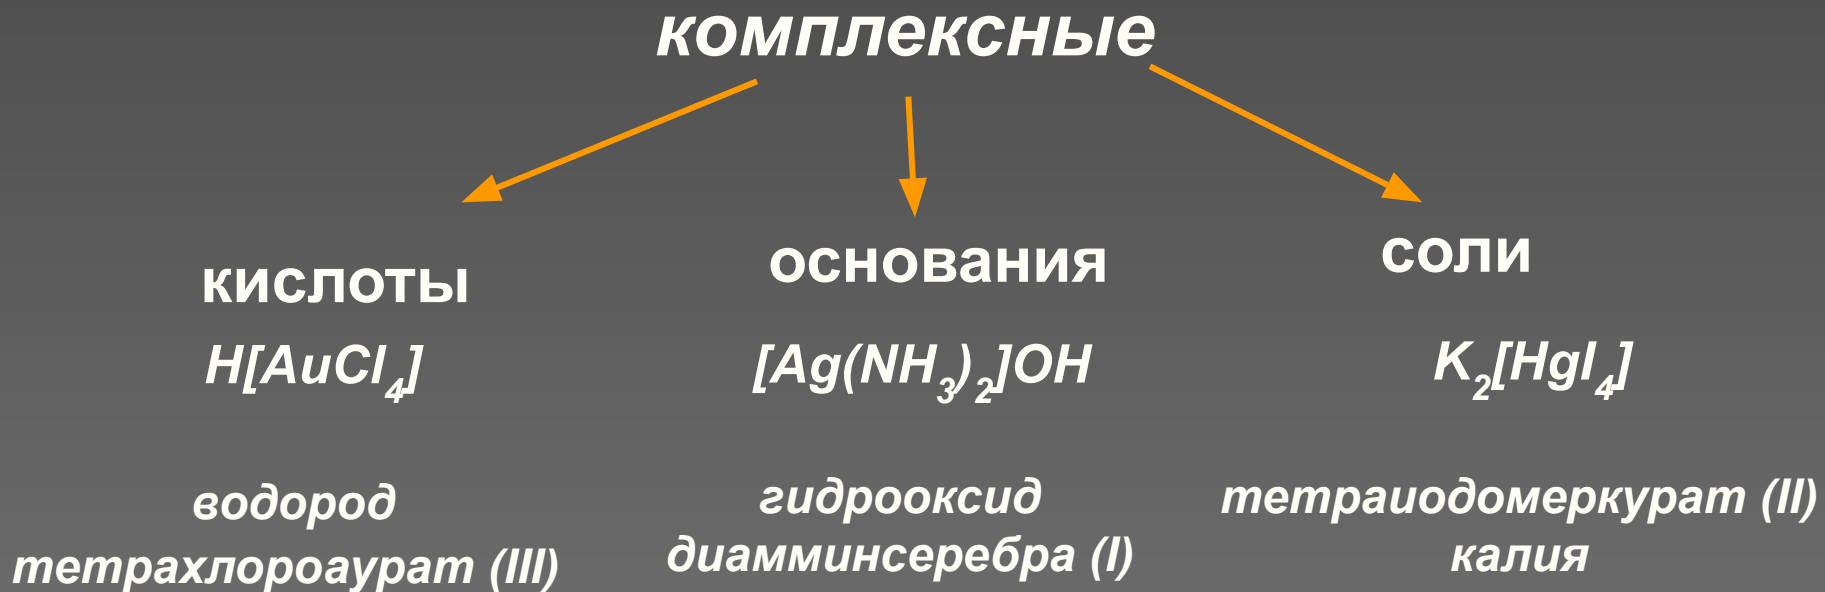 комплексные
кислоты
H[AuCl₄]
водород
тетрахлороаурат (III)
основания
[Ag(NH₃)₂]OH
гидрооксид
диамминсеребра (I)
соли
K₂[HgI₄]
тетраиодомеркурат (II)
калия